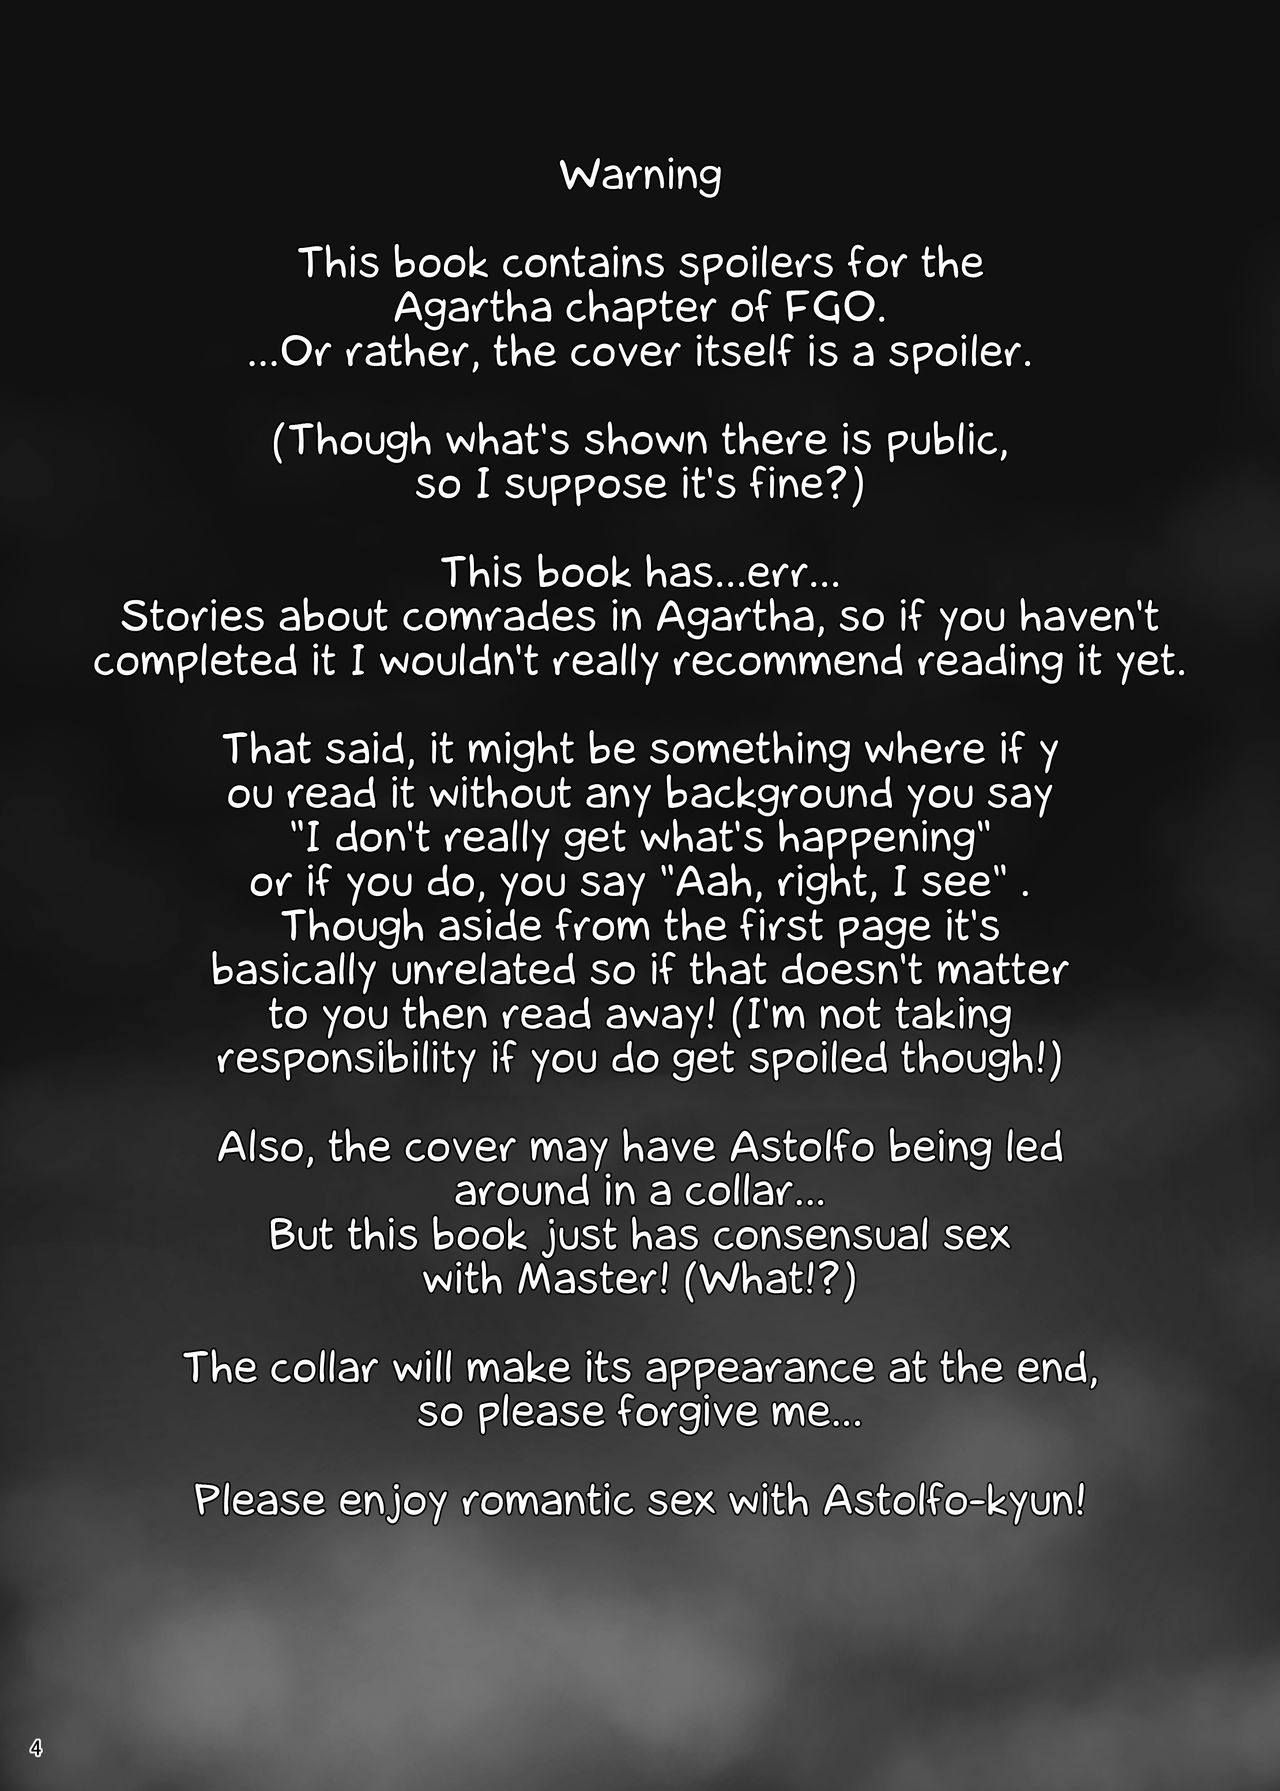 Warning
This book contains spoilers for the
Agartha chapter of FGO.
...Or rather, the cover itself is a spoiler.
(Though what's shown there is public,
so I suppose it's fine?)
This book has...err...
Stories about comrades in Agartha, so if you haven't
completed it I wouldn't really recommend reading it yet.
That said, it might be something where if y
ou read it without any background you say
"I don't really get what's happening"
or if you do, you say "Aah, right, I see" .
Though aside from the first page it's
basically unrelated so if that doesn't matter
to you then read away! (I'm not taking
responsibility if you do get spoiled though!)
Also, the cover may have Astolfo being led
around in a collar...
But this book just has consensual sex
with Master! (What!?)
The collar will make its appearance at the end,
so please forgive me...
Please enjoy romantic sex with Astolfo-kyun!
4